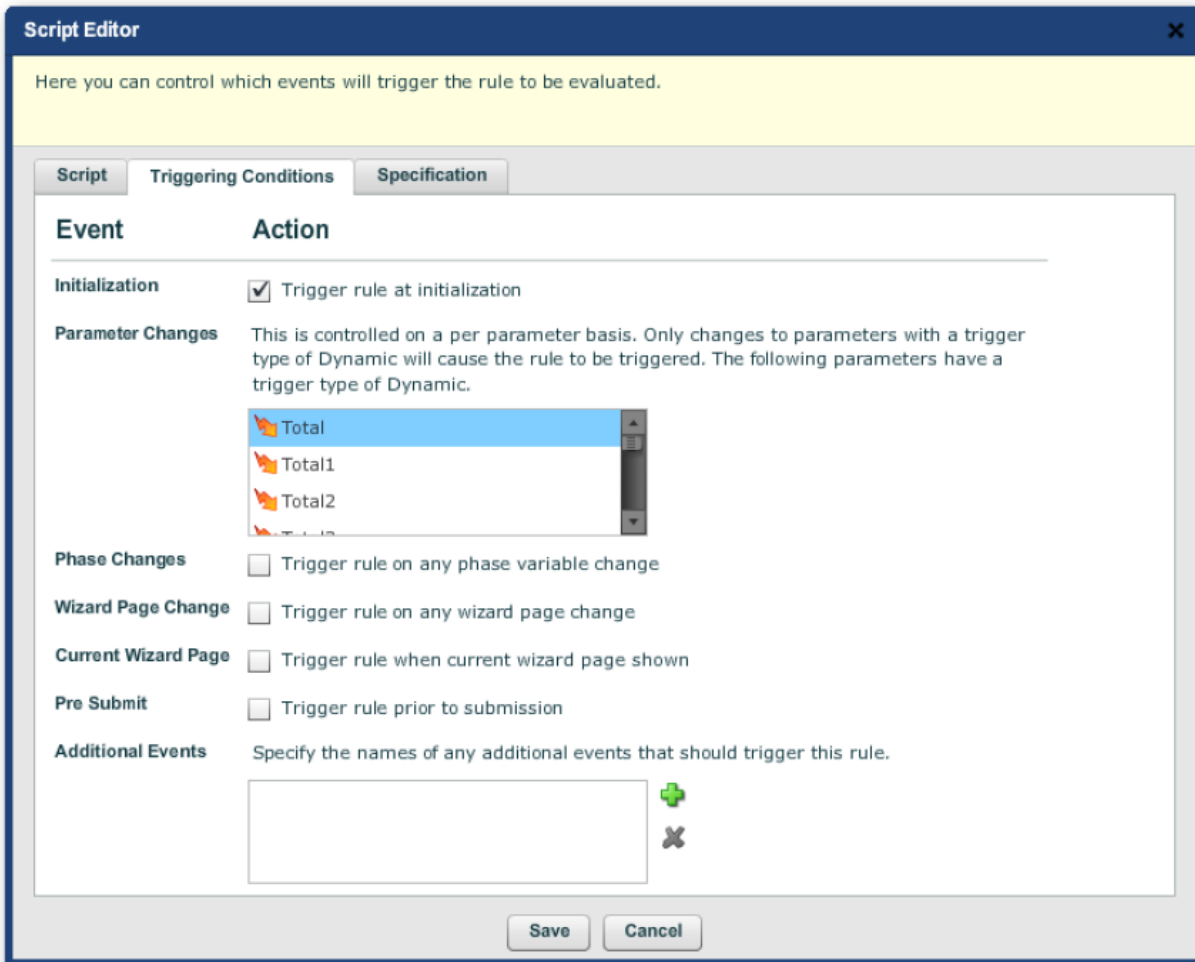 Script Editor
Here you can control which events will trigger the rule to be evaluated.
Script Triggering Conditions Specification
Event Action
Initialization Trigger rule at initialization
Parameter Changes This is controlled on a per parameter basis. Only changes to parameters with a trigger
type of Dynamic will cause the rule to be triggered. The following parameters have a
trigger type of Dynamic.
Total
Total1
Total2
Phase Changes Trigger rule on any phase variable change
Wizard Page Change Trigger rule on any wizard page change
Current Wizard Page Trigger rule when current wizard page shown
Pre Submit Trigger rule prior to submission
Additional Events Specify the names of any additional events that should trigger this rule.
Save Cancel